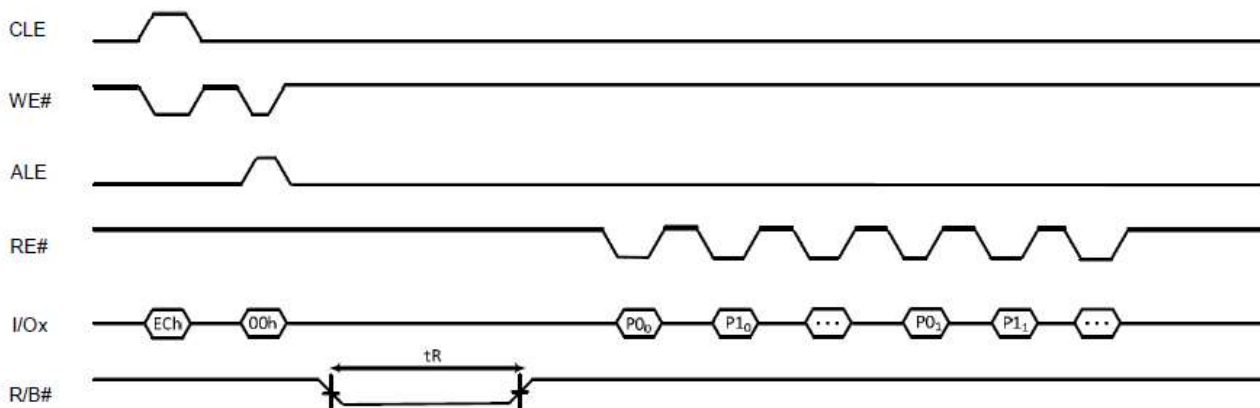 CLE
WE#
ALE
RE#
I/Ox ECh 00h P0₀ P1₀ ... P0₁ P1₁ ...
tR
R/B#